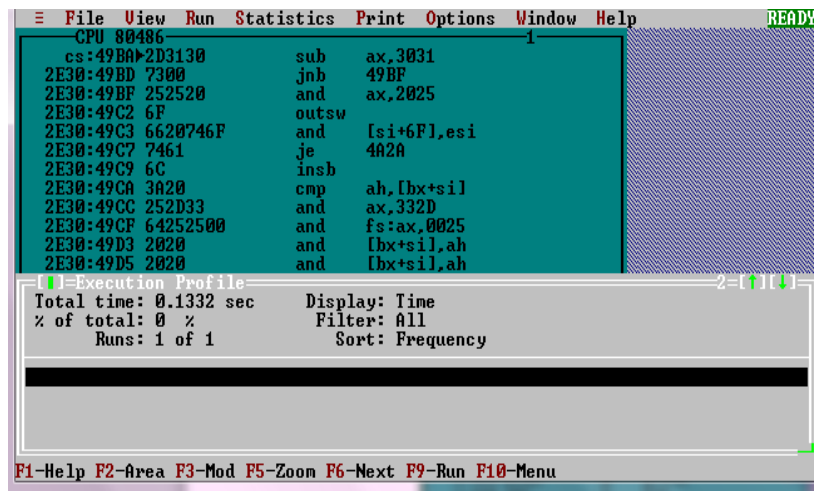 ≡ File View Run Statistics Print Options Window Help READY
CPU 80486 1
cs:49BA▶2D3130 sub ax,3031
2E30:49BD 7300 jnb 49BF
2E30:49BF 252520 and ax,2025
2E30:49C2 6F outsw
2E30:49C3 6620746F and [si+6F],esi
2E30:49C7 7461 je 4A2A
2E30:49C9 6C insb
2E30:49CA 3A20 cmp ah,[bx+si]
2E30:49CC 252D33 and ax,332D
2E30:49CF 64252500 and fs:ax,0025
2E30:49D3 2020 and [bx+si],ah
2E30:49D5 2020 and [bx+si],ah
[▮]=Execution Profile 2=[↑][↓]
Total time: 0.1332 sec Display: Time
% of total: 0 % Filter: All
Runs: 1 of 1 Sort: Frequency
F1-Help F2-Area F3-Mod F5-Zoom F6-Next F9-Run F10-Menu